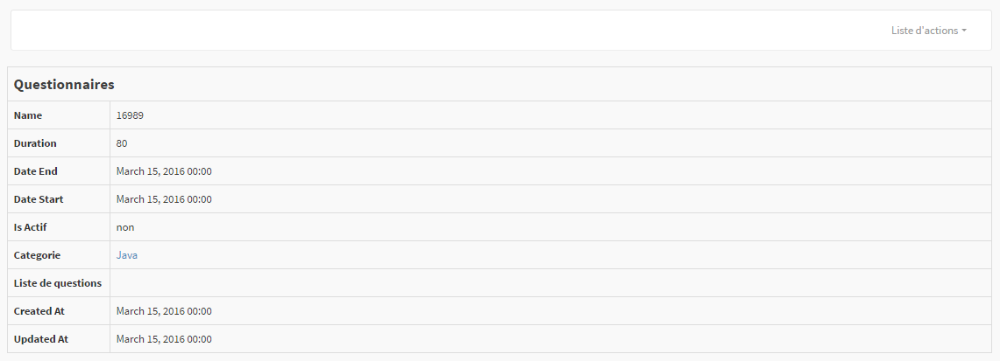 Liste d'actions
Questionnaires
Name 16989
Duration 80
Date End March 15, 2016 00:00
Date Start March 15, 2016 00:00
Is Actif non
Categorie Java
Liste de questions
Created At March 15, 2016 00:00
Updated At March 15, 2016 00:00